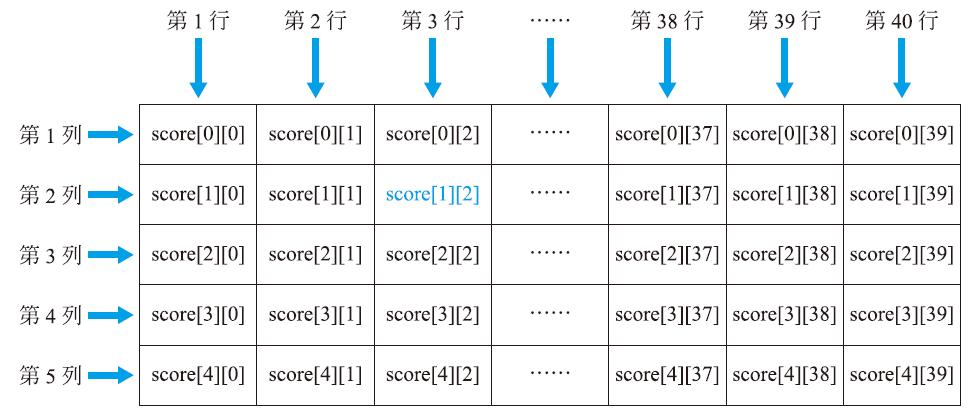 第 1 行 第 2 行 第 3 行 …… 第 38 行 第 39 行 第 40 行
第 1 列 score[0][0] score[0][1] score[0][2] …… score[0][37] score[0][38] score[0][39]
第 2 列 score[1][0] score[1][1] score[1][2] …… score[1][37] score[1][38] score[1][39]
第 3 列 score[2][0] score[2][1] score[2][2] …… score[2][37] score[2][38] score[2][39]
第 4 列 score[3][0] score[3][1] score[3][2] …… score[3][37] score[3][38] score[3][39]
第 5 列 score[4][0] score[4][1] score[4][2] …… score[4][37] score[4][38] score[4][39]